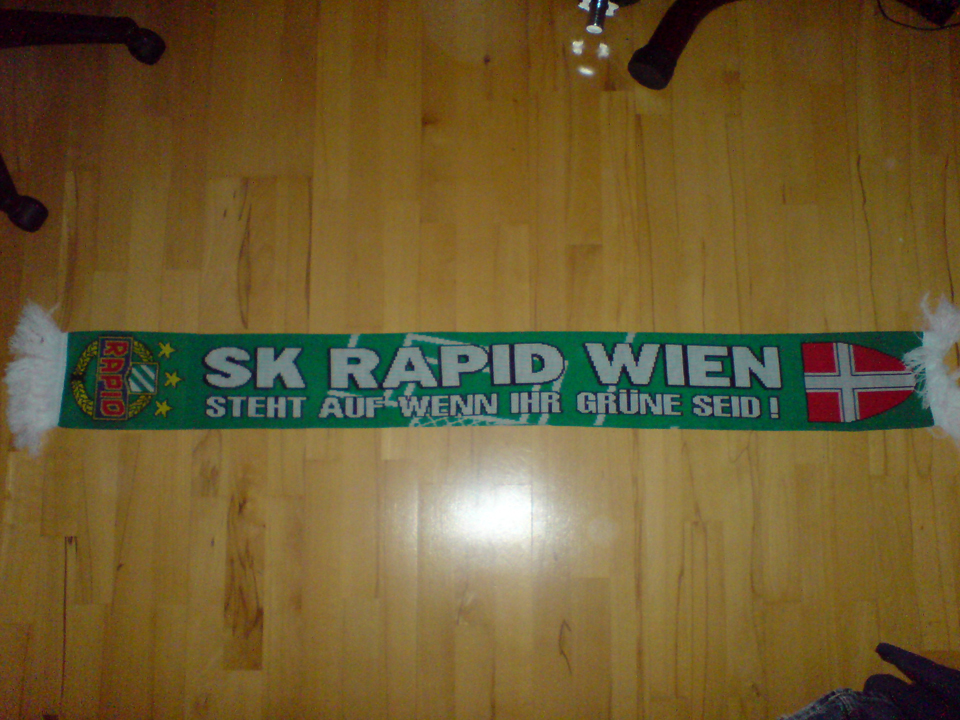 RAPID
SK RAPID WIEN
STEHT AUF WENN IHR GRÜNE SEID !